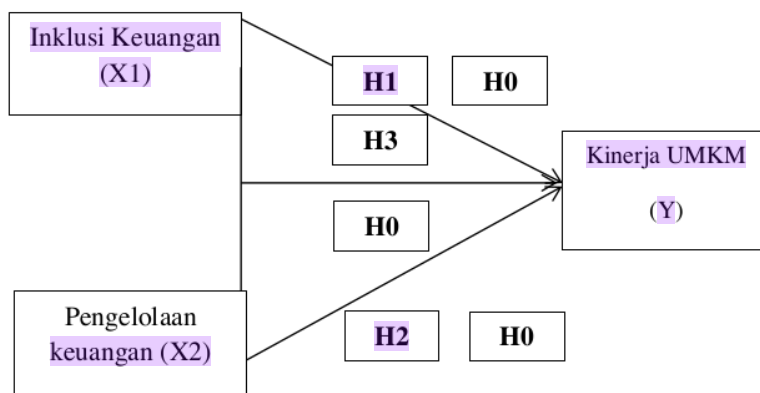 Inklusi Keuangan
(X1)
H1 H0
H3
Kinerja UMKM
(Y)
H0
Pengelolaan
keuangan (X2)
H2 H0